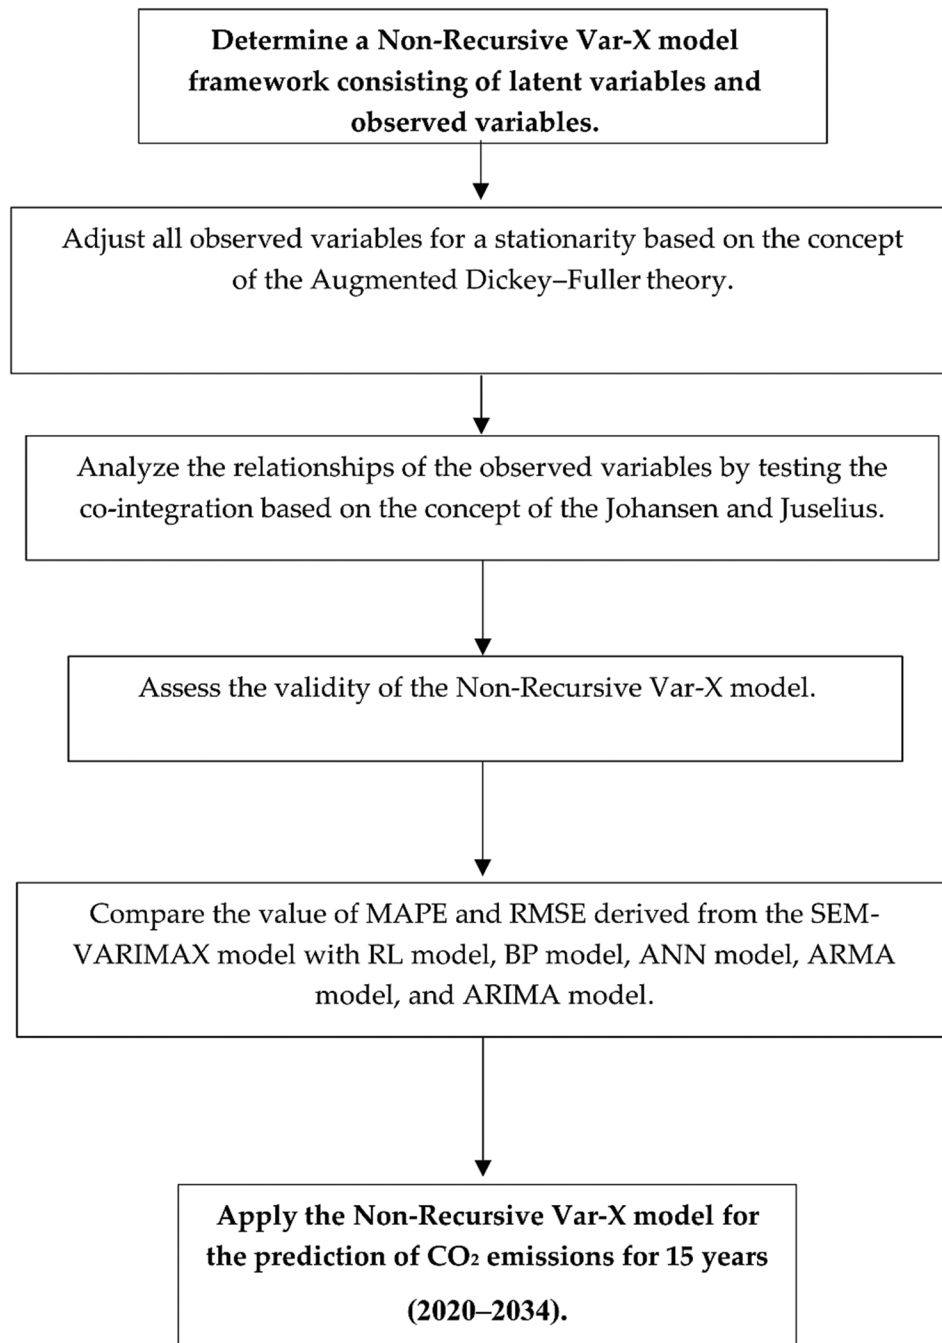 Determine a Non-Recursive Var-X model
framework consisting of latent variables and
observed variables.
Adjust all observed variables for a stationarity based on the concept
of the Augmented Dickey–Fuller theory.
Analyze the relationships of the observed variables by testing the
co-integration based on the concept of the Johansen and Juselius.
Assess the validity of the Non-Recursive Var-X model.
Compare the value of MAPE and RMSE derived from the SEM-
VARIMAX model with RL model, BP model, ANN model, ARMA
model, and ARIMA model.
Apply the Non-Recursive Var-X model for
the prediction of CO₂ emissions for 15 years
(2020–2034).